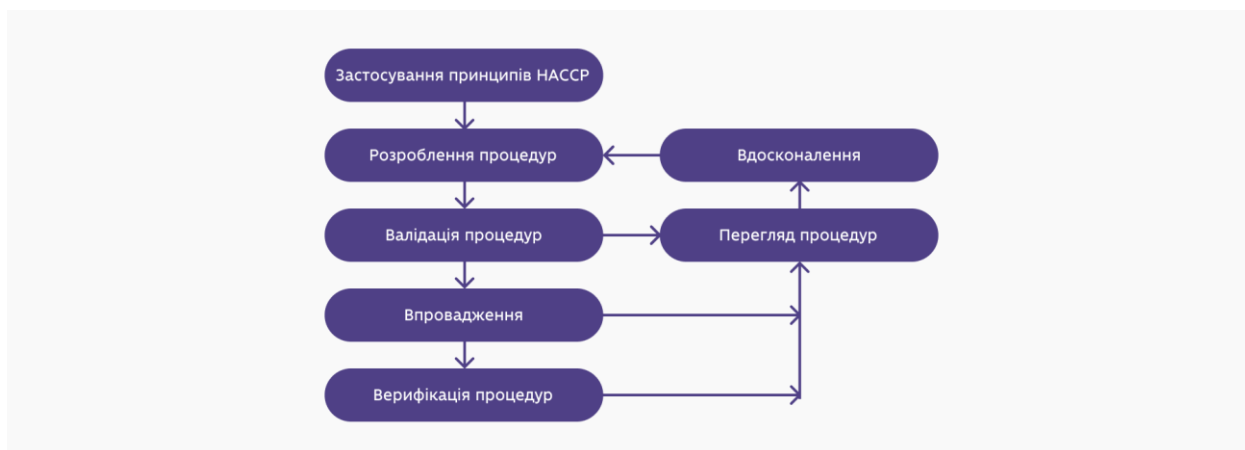 Застосування принципів НАССР
Розроблення процедур
Вдосконалення
Валідація процедур
Перегляд процедур
Впровадження
Верифікація процедур